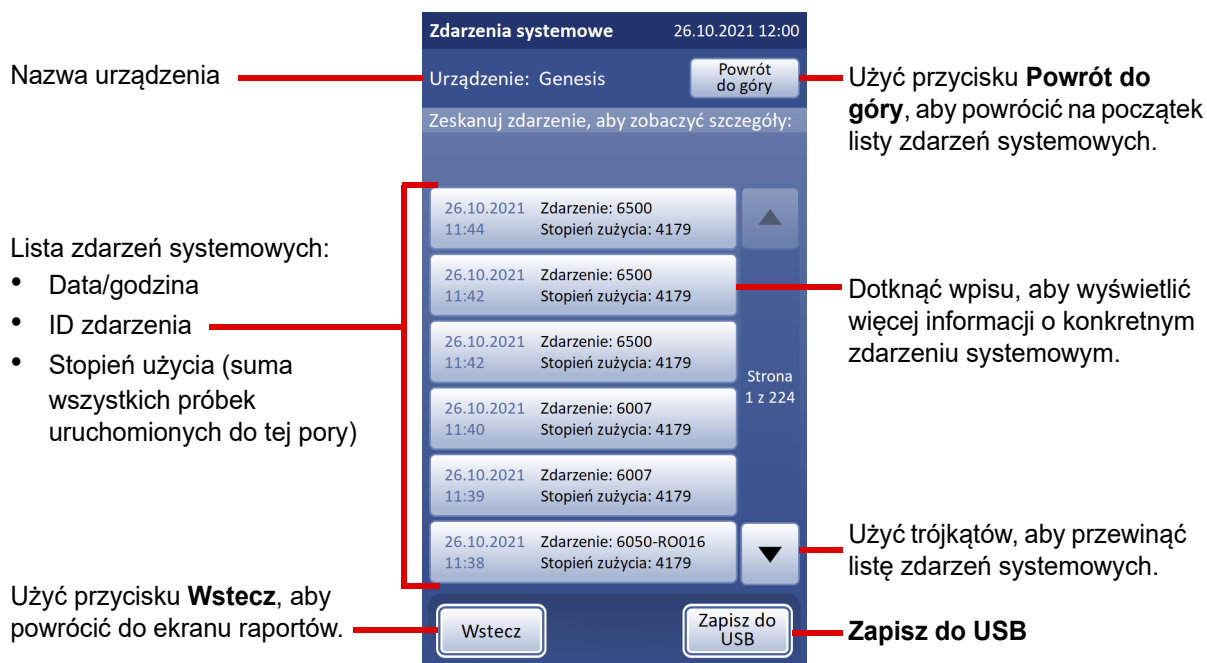 Zdarzenia systemowe 26.10.2021 12:00
Nazwa urządzenia
Urządzenie: Genesis
Powrót
do góry
Użyć przycisku Powrót do
góry, aby powrócić na początek
listy zdarzeń systemowych.
Zeskanuj zdarzenie, aby zobaczyć szczegóły:
Lista zdarzeń systemowych:
• Data/godzina
• ID zdarzenia
• Stopień użycia (suma
wszystkich próbek
uruchomionych do tej pory)
26.10.2021 Zdarzenie: 6500
11:44 Stopień zużycia: 4179
26.10.2021 Zdarzenie: 6500
11:42 Stopień zużycia: 4179
26.10.2021 Zdarzenie: 6500
11:42 Stopień zużycia: 4179
26.10.2021 Zdarzenie: 6007
11:40 Stopień zużycia: 4179
26.10.2021 Zdarzenie: 6007
11:39 Stopień zużycia: 4179
26.10.2021 Zdarzenie: 6050-RO016
11:38 Stopień zużycia: 4179
Strona
1 z 224
Dotknąć wpisu, aby wyświetlić
więcej informacji o konkretnym
zdarzeniu systemowym.
Użyć trójkątów, aby przewinąć
listę zdarzeń systemowych.
Użyć przycisku Wstecz, aby
powrócić do ekranu raportów.
Wstecz
Zapisz do
USB
Zapisz do USB